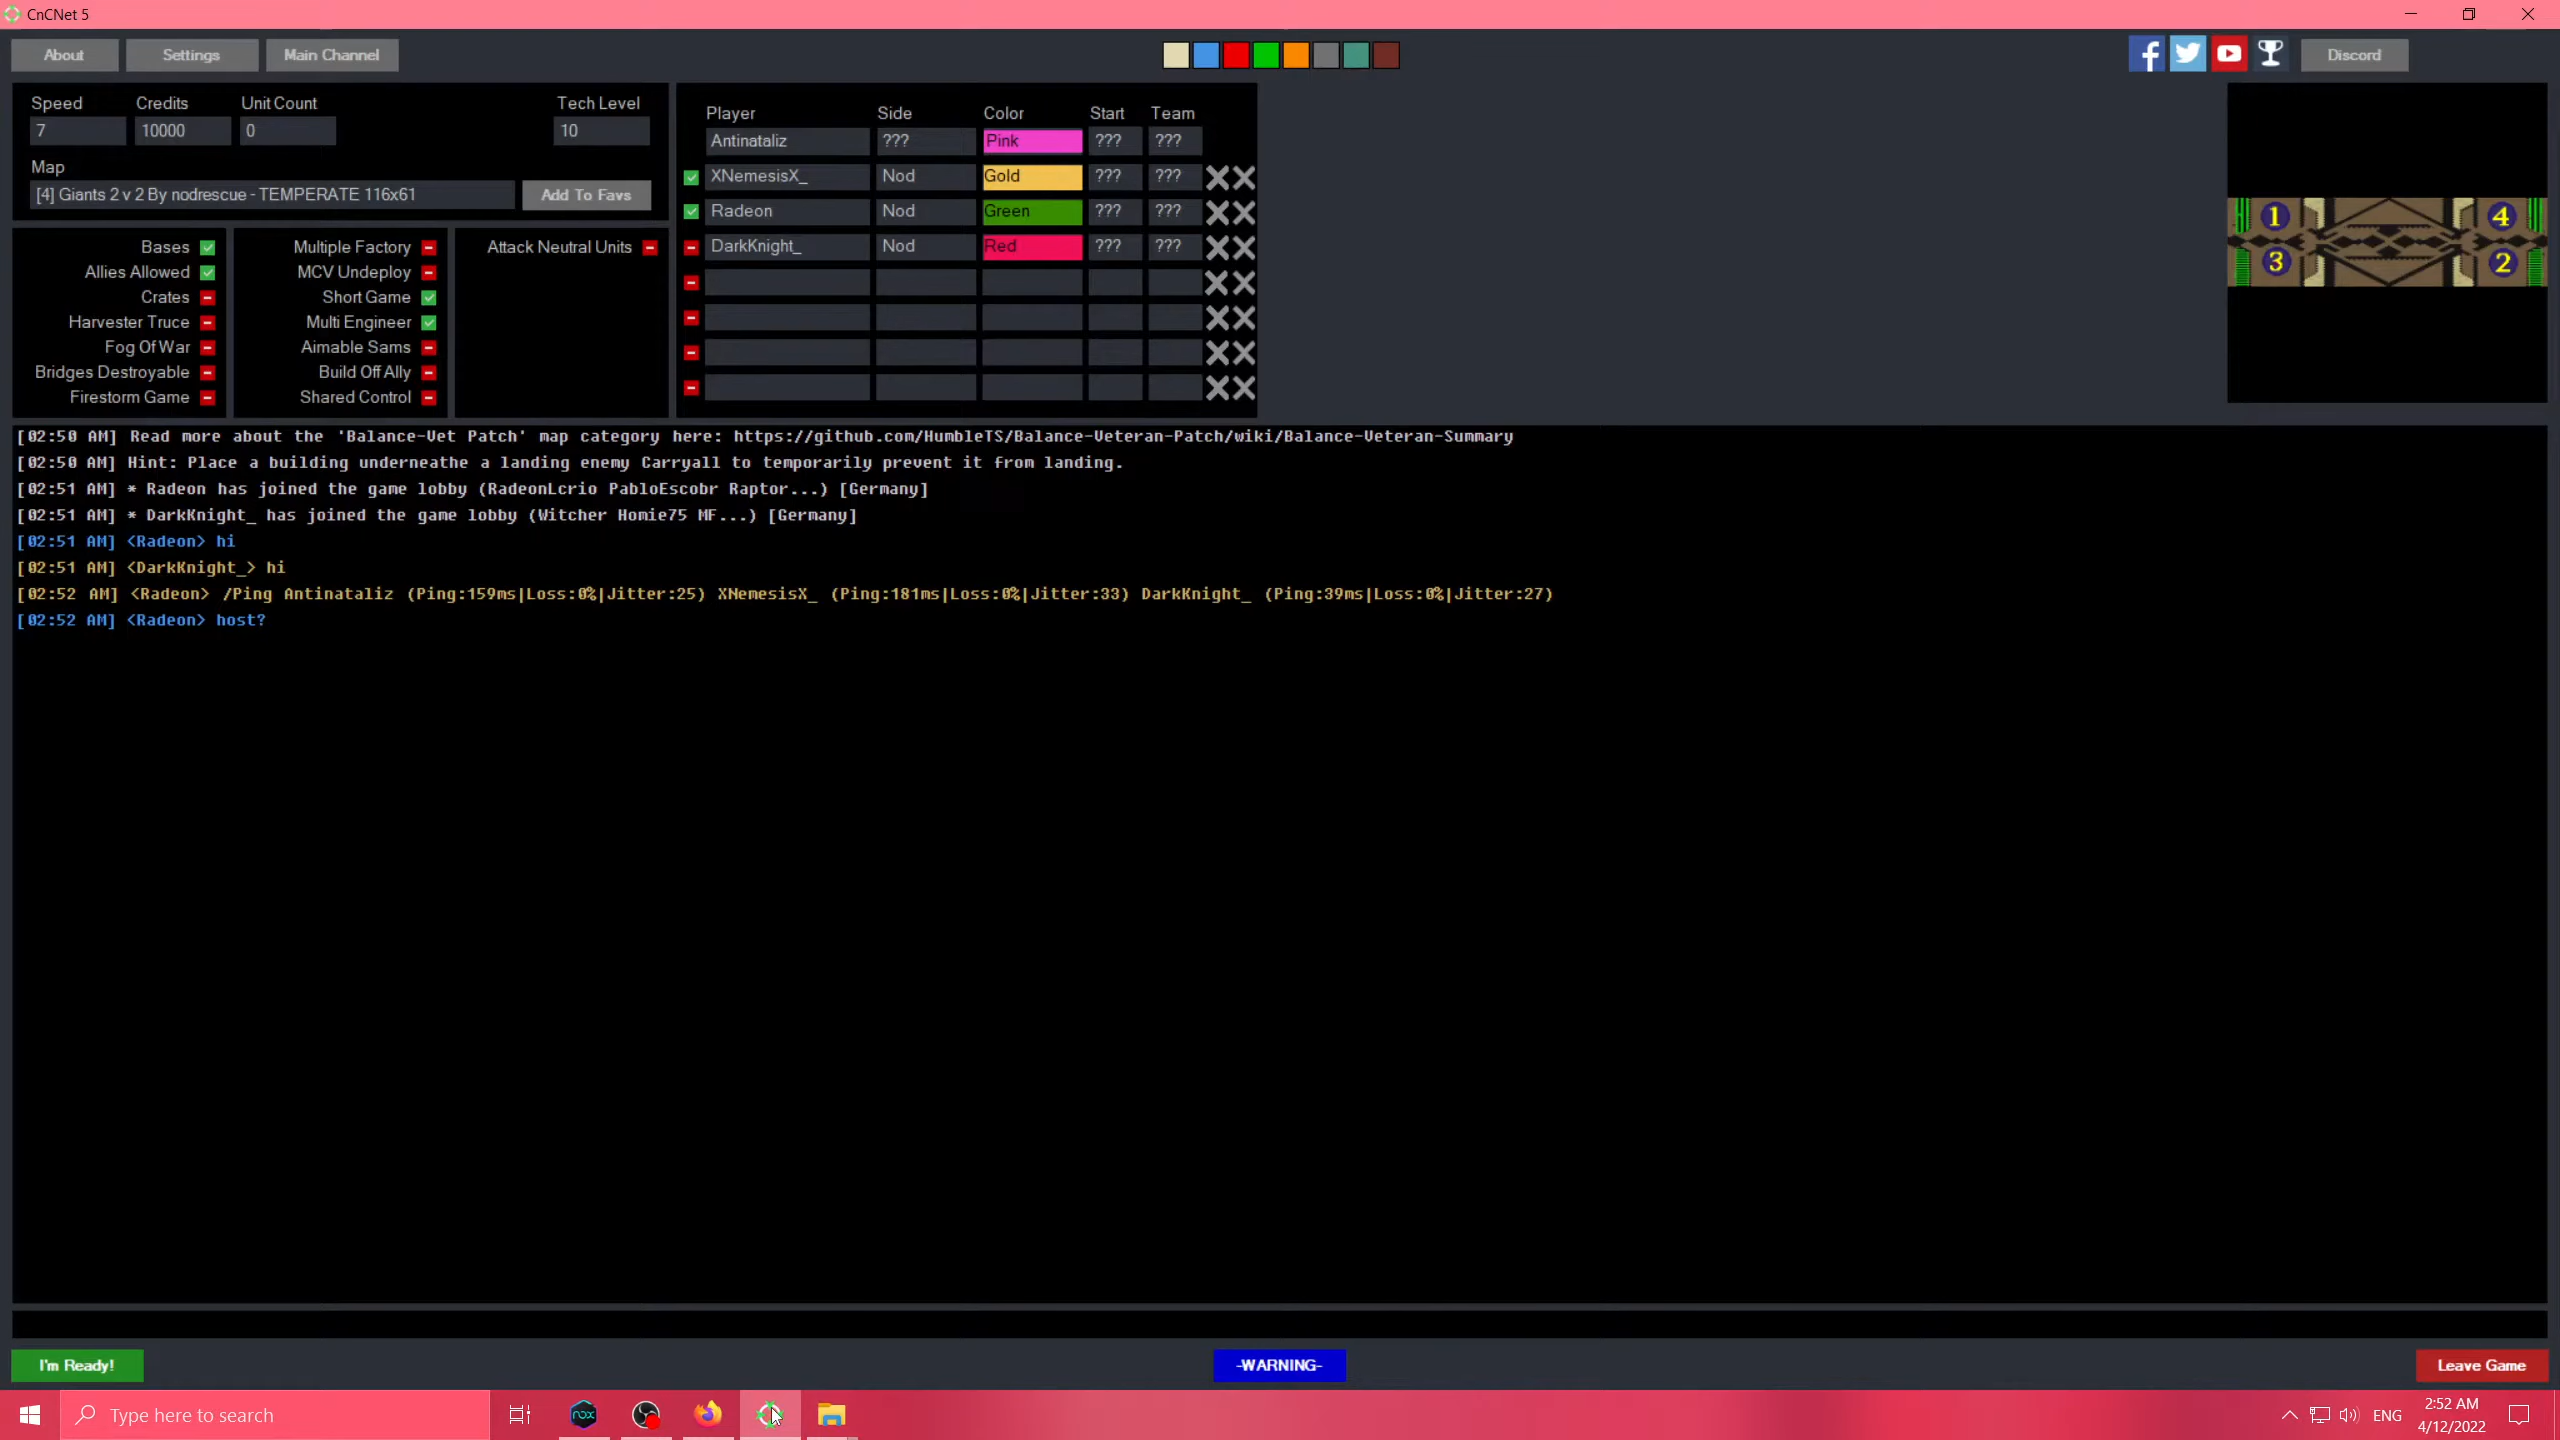 CnCNet 5
About Settings Main Channel Discord
Speed Credits Unit Count Tech Level
7 10000 0 10
Map
[4] Giants 2 v 2 By nodrescue - TEMPERATE 116x61 Add To Favs
Bases
Allies Allowed
Crates
Harvester Truce
Fog Of War
Bridges Destroyable
Firestorm Game
Multiple Factory
MCV Undeploy
Short Game
Multi Engineer
Aimable Sams
Build Off Ally
Shared Control
Attack Neutral Units
Player Side Color Start Team
Antinataliz ??? Pink ??? ???
XNemesisX_ Nod Gold ??? ???
Radeon Nod Green ??? ???
DarkKnight_ Nod Red ??? ???
1 4
3 2
[02:50 AM] Read more about the 'Balance-Vet Patch' map category here: https://github.com/HumbleTS/Balance-Veteran-Patch/wiki/Balance-Veteran-Summary
[02:50 AM] Hint: Place a building underneathe a landing enemy Carryall to temporarily prevent it from landing.
[02:51 AM] * Radeon has joined the game lobby (RadeonLcrio PabloEscobr Raptor...) [Germany]
[02:51 AM] * DarkKnight_ has joined the game lobby (Witcher Homie75 MF...) [Germany]
[02:51 AM] <Radeon> hi
[02:51 AM] <DarkKnight_> hi
[02:52 AM] <Radeon> /Ping Antinataliz (Ping:159ms|Loss:0%|Jitter:25) XNemesisX_ (Ping:181ms|Loss:0%|Jitter:33) DarkKnight_ (Ping:39ms|Loss:0%|Jitter:27)
[02:52 AM] <Radeon> host?
I'm Ready! -WARNING- Leave Game
Type here to search nox ENG 2:52 AM
4/12/2022